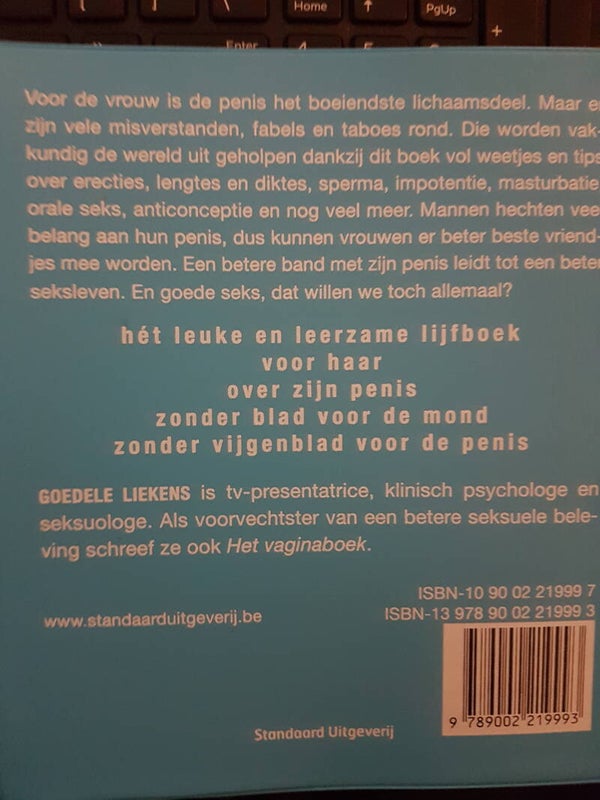 Home
↑
PgUp
Enter
+
Voor de vrouw is de penis het boeiendste lichaamsdeel. Maar e
zijn vele misverstanden, fabels en taboes rond. Die worden vak-
kundig de wereld uit geholpen dankzij dit boek vol weetjes en tips
over erecties, lengtes en diktes, sperma, impotentie, masturbatie
orale seks, anticonceptie en nog veel meer. Mannen hechten vee
belang aan hun penis, dus kunnen vrouwen er beter beste vriend-
jes mee worden. Een betere band met zijn penis leidt tot een beter
seksleven. En goede seks, dat willen we toch allemaal?
hét leuke en leerzame lijfboek
voor haar
over zijn penis
zonder blad voor de mond
zonder vijgenblad voor de penis
GOEDELE LIEKENS is tv-presentatrice, klinisch psychologe en
seksuologe. Als voorvechtster van een betere seksuele bele-
ving schreef ze ook Het vaginaboek.
ISBN-10 90 02 21999 7
www.standaarduitgeverij.be
ISBN-13 978 90 02 21999 3
9 789002 219993
Standaard Uitgeverij